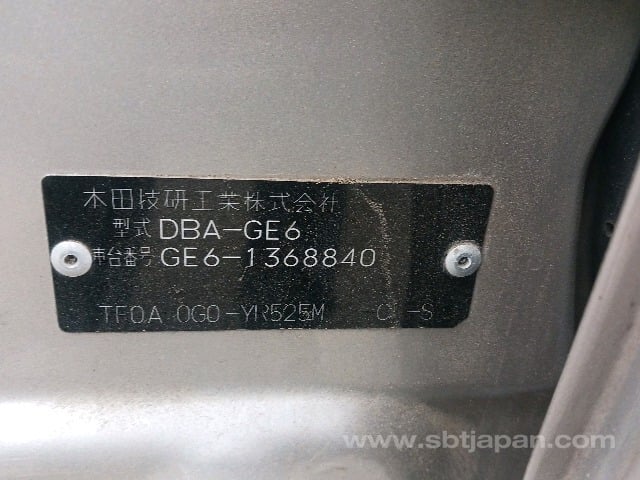 本田技研工業株式会社
型式 DBA-GE6
車台番号 GE6-1368840
TF0A 0G0-YR525M C -S
www.sbtjapan.com